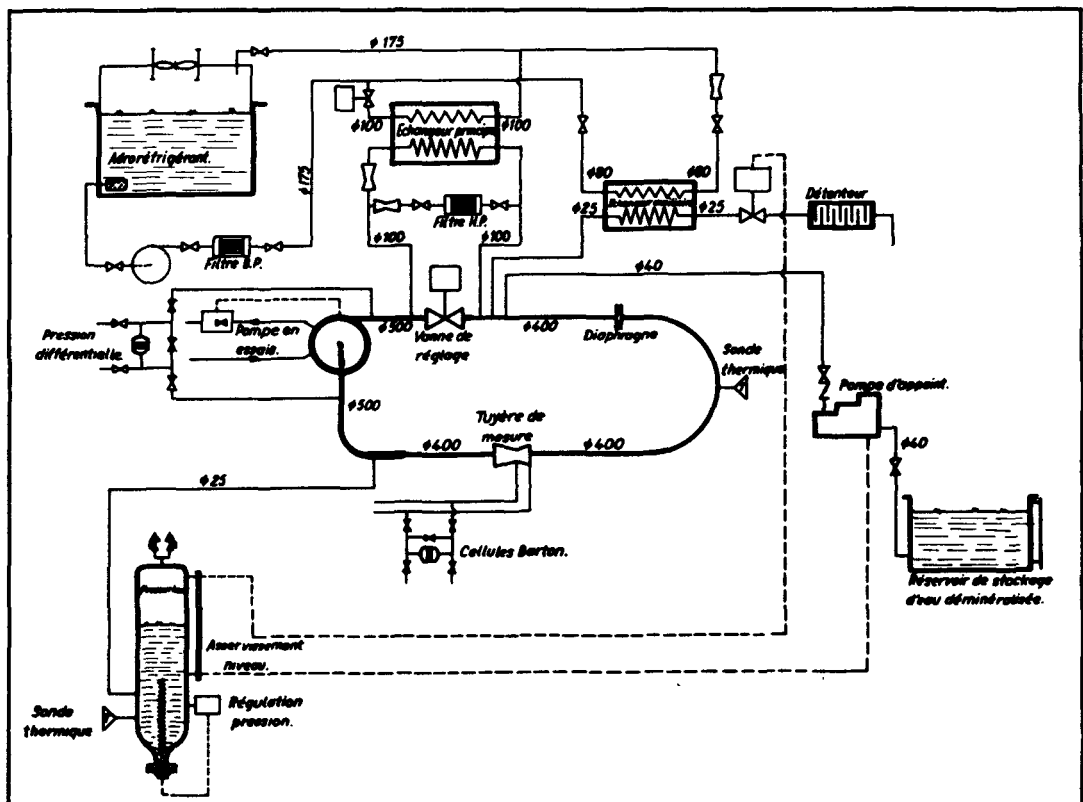 φ175
Aéroréfrigérant.
φ100
φ100
Echangeur principal
φ175
φ80
φ80
φ25
φ25
Détenteur
Filtre H.P.
Filtre B.P.
φ100
φ100
φ40
Pression
différentielle.
Pompe en
essais.
φ500
Vanne de
réglage
φ400
Diaphragme
Sonde
thermique
Pompe d'appoint.
φ500
Tuyère de
mesure
φ400
φ400
φ40
φ25
Cellules Barton.
Réservoir de stockage
d'eau déminéralisée.
Asservissement
niveau.
Régulation
pression.
Sonde
thermique